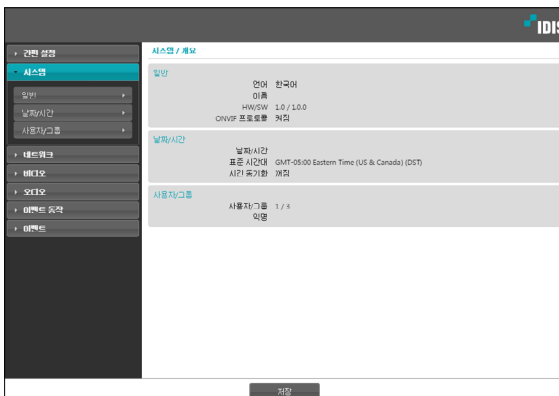 IDIS
간편 설정
시스템
일반
날짜/시간
사용자/그룹
네트워크
비디오
오디오
이벤트 동작
이벤트
시스템 / 개요
일반
언어 한국어
이름
HW/SW 1.0 / 1.0.0
ONVIF 프로토콜 켜짐
날짜/시간
날짜/시간
표준 시간대 GMT-05:00 Eastern Time (US & Canada) (DST)
시간 동기화 꺼짐
사용자/그룹
사용자/그룹 1 / 3
익명
저장